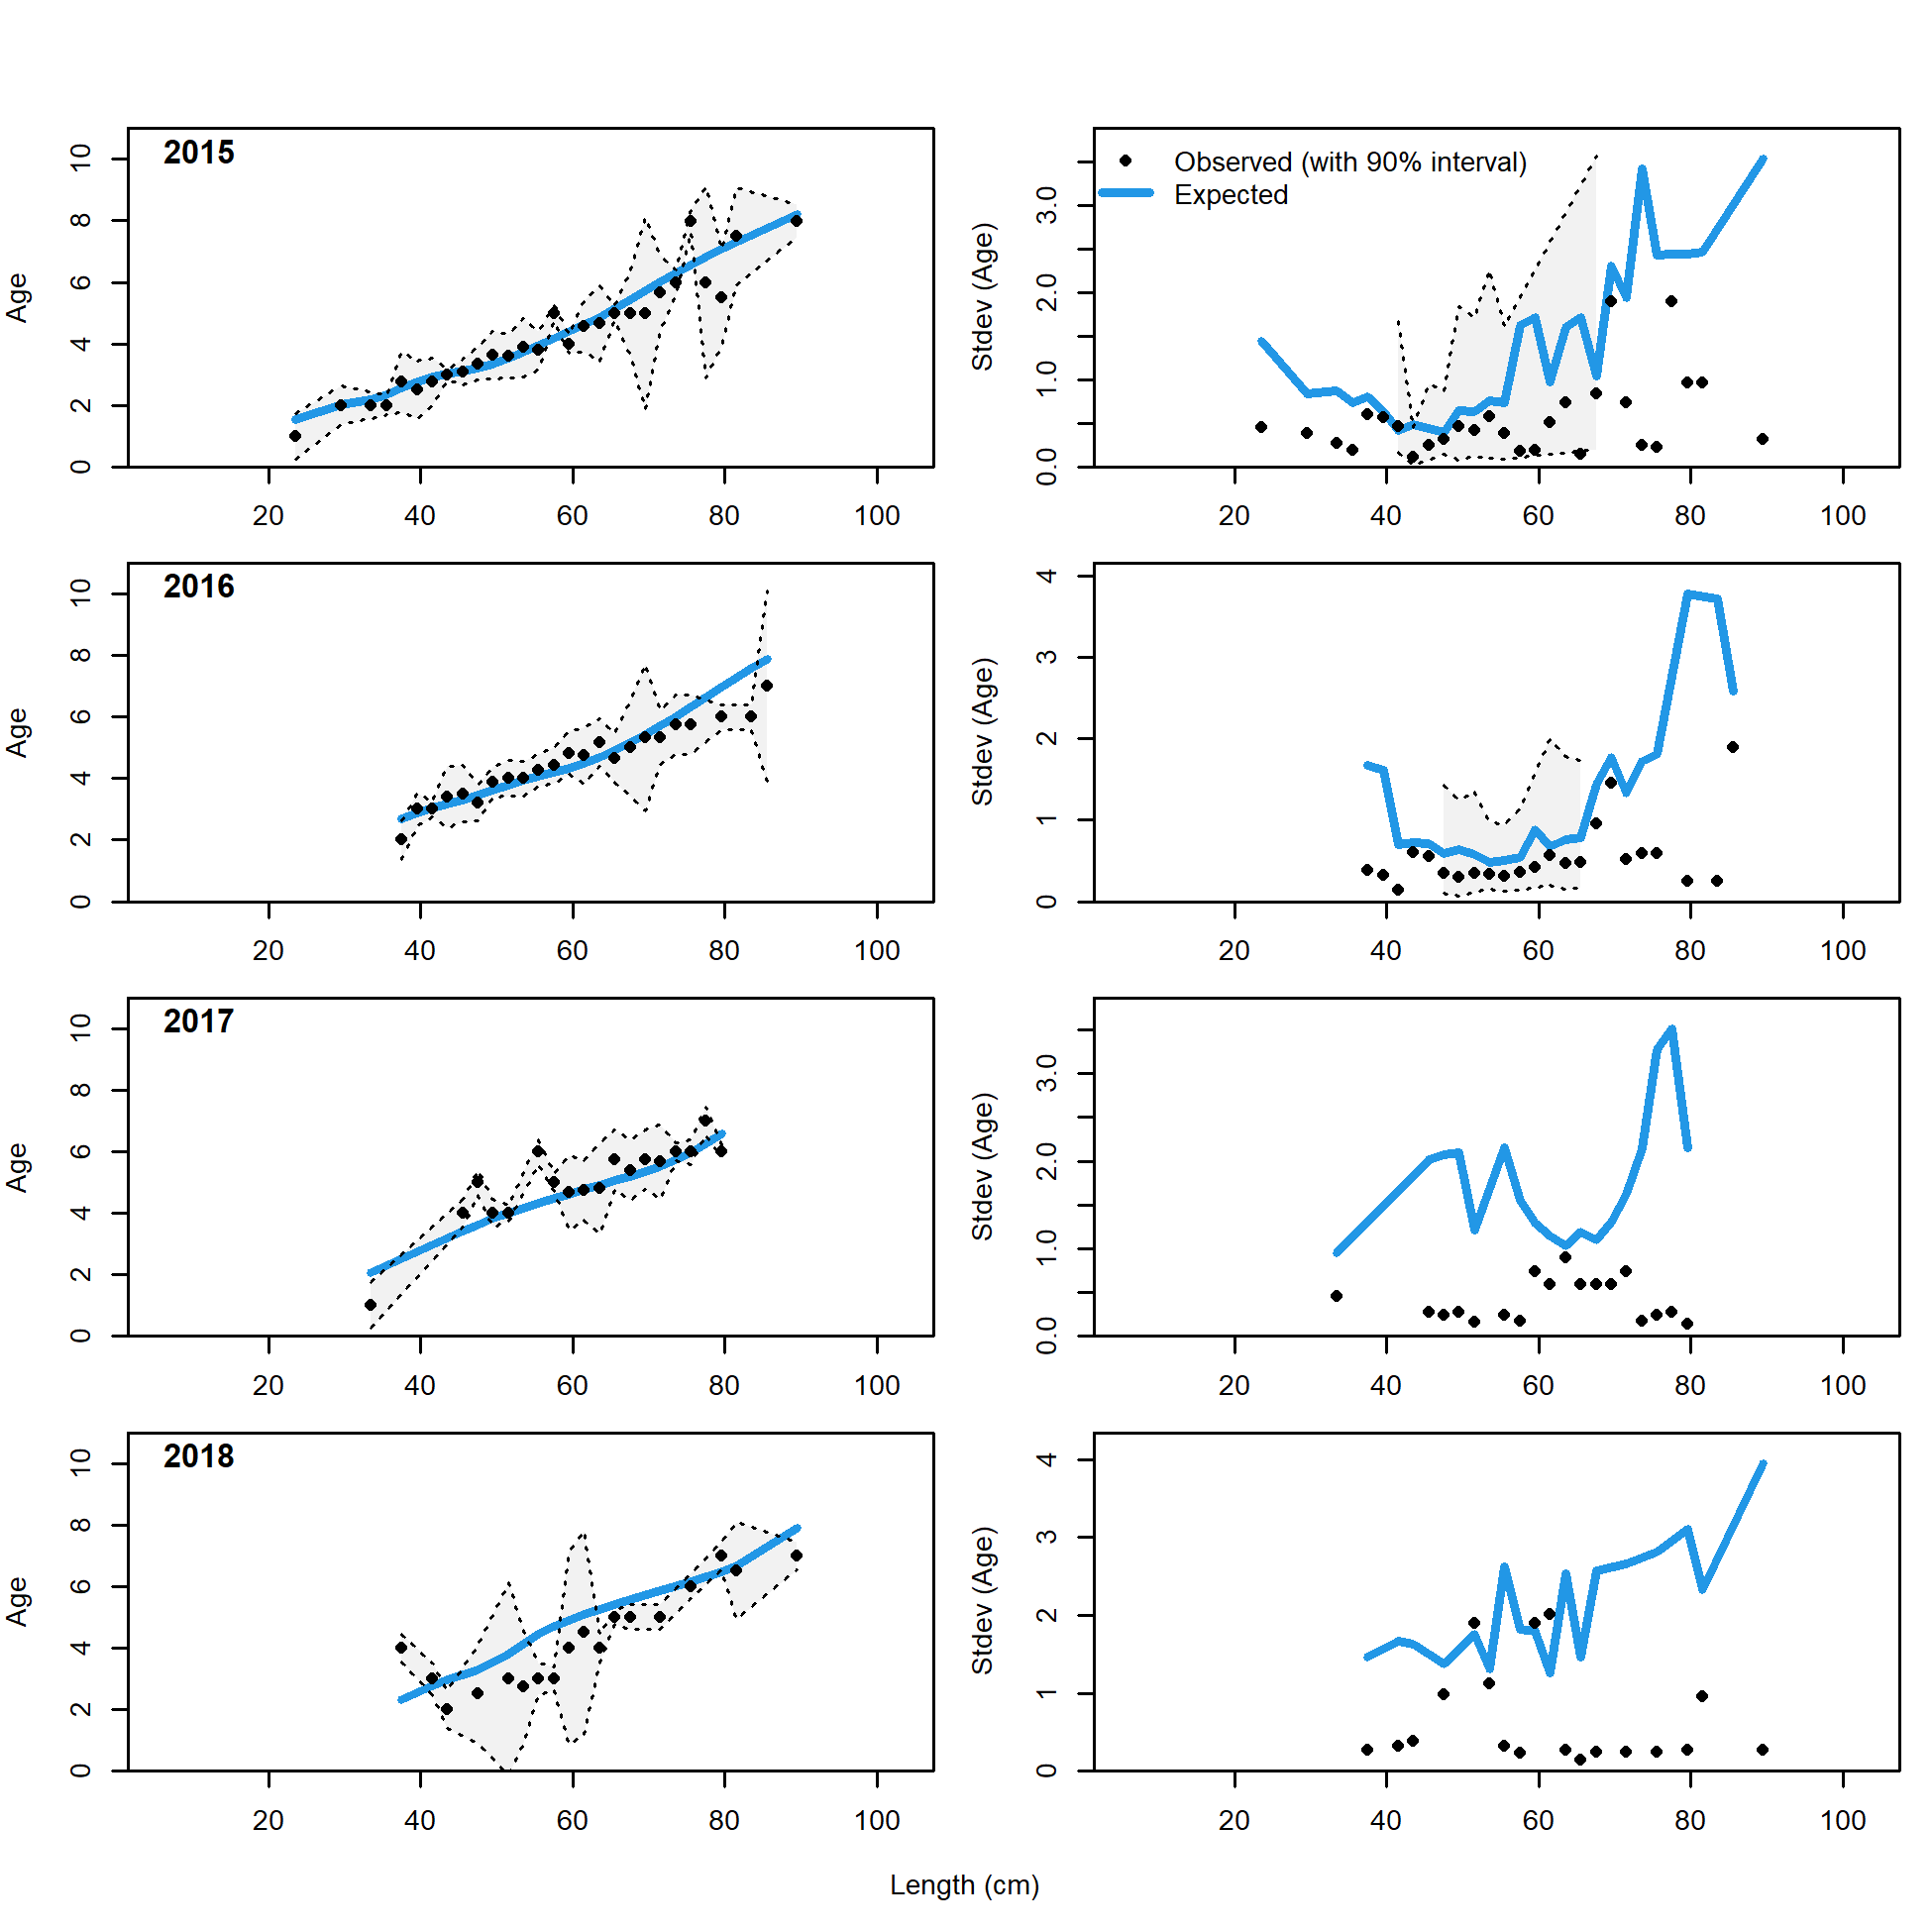 2015
Age
0 2 4 6 8 10
20 40 60 80 100
Observed (with 90% interval)
Expected
Stdev (Age)
0.0 1.0 2.0 3.0
20 40 60 80 100
2016
Age
0 2 4 6 8 10
20 40 60 80 100
Stdev (Age)
0 1 2 3 4
20 40 60 80 100
2017
Age
0 2 4 6 8 10
20 40 60 80 100
Stdev (Age)
0.0 1.0 2.0 3.0
20 40 60 80 100
2018
Age
0 2 4 6 8 10
20 40 60 80 100
Stdev (Age)
0 1 2 3 4
20 40 60 80 100
Length (cm)